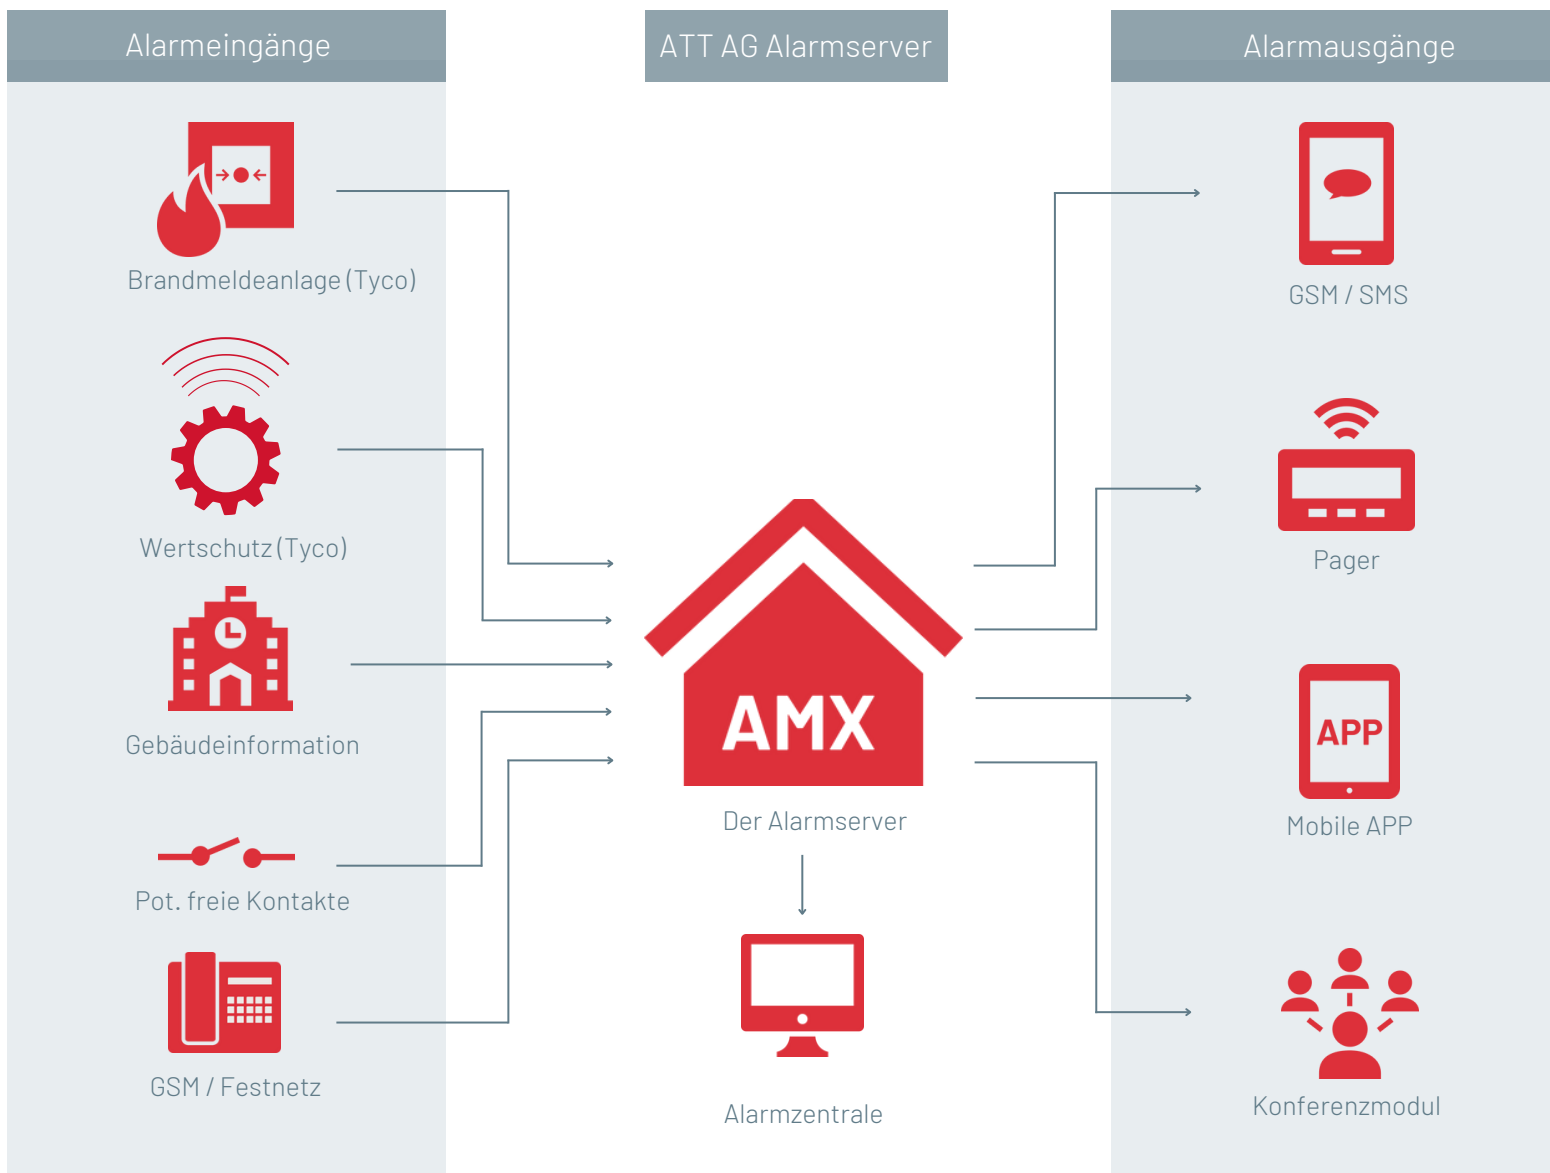 Alarmeingänge
ATT AG Alarmserver
Alarmausgänge
Brandmeldeanlage (Tyco)
Wertschutz (Tyco)
Gebäudeinformation
Pot. freie Kontakte
GSM / Festnetz
AMX
Der Alarmserver
Alarmzentrale
GSM / SMS
Pager
APP
Mobile APP
Konferenzmodul